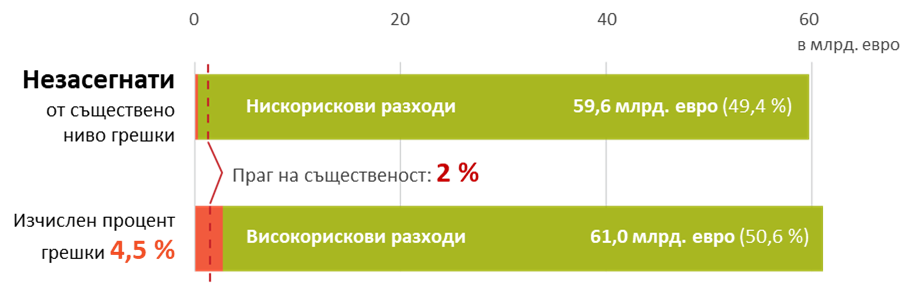 0 20 40 60
в млрд. евро
Незасегнати
от съществено
ниво грешки
Нискорискови разходи 59,6 млрд. евро (49,4 %)
Праг на същественост: 2 %
Изчислен процент
грешки 4,5 %
Високорискови разходи 61,0 млрд. евро (50,6 %)